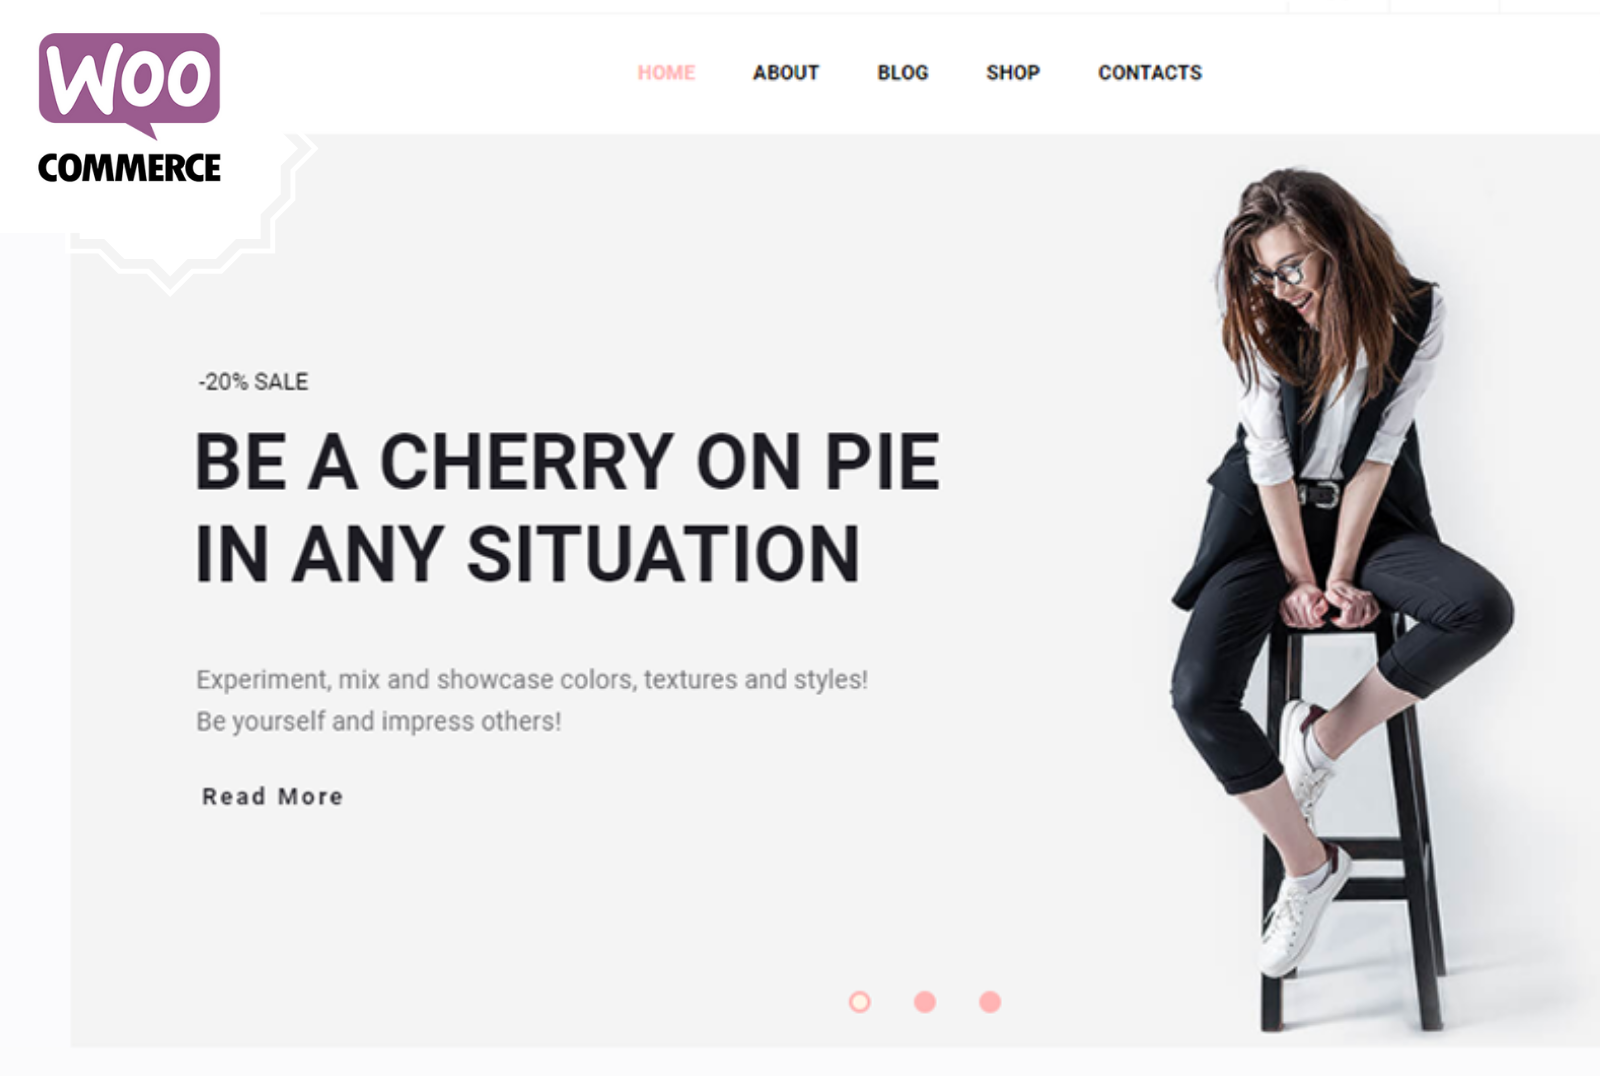 Woo
COMMERCE
HOME ABOUT BLOG SHOP CONTACTS
-20% SALE
BE A CHERRY ON PIE
IN ANY SITUATION
Experiment, mix and showcase colors, textures and styles!
Be yourself and impress others!
Read More